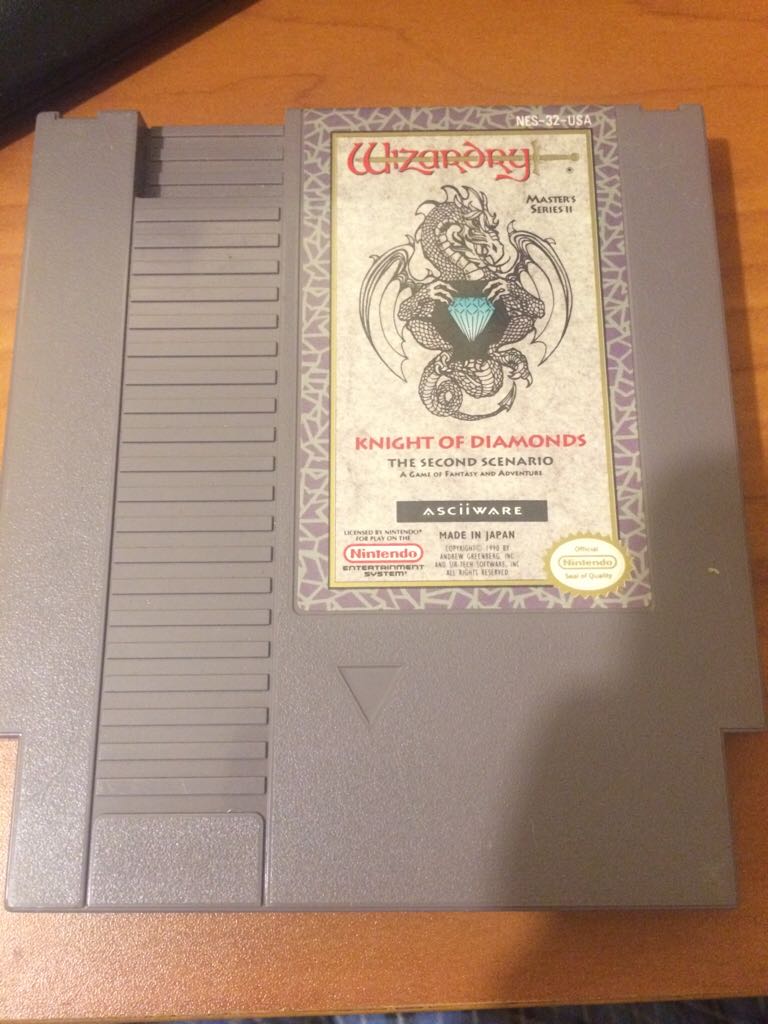 NES-32-USA
Wizardry
MASTER'S
SERIES II
KNIGHT OF DIAMONDS
THE SECOND SCENARIO
A GAME OF FANTASY AND ADVENTURE
ASCIIWARE
LICENSED BY NINTENDO®
FOR PLAY ON THE
Nintendo
ENTERTAINMENT
SYSTEM®
MADE IN JAPAN
COPYRIGHT© 1990 BY
ANDREW GREENBERG, INC
AND SIR-TECH SOFTWARE, INC
ALL RIGHTS RESERVED
Official
Nintendo
Seal of Quality